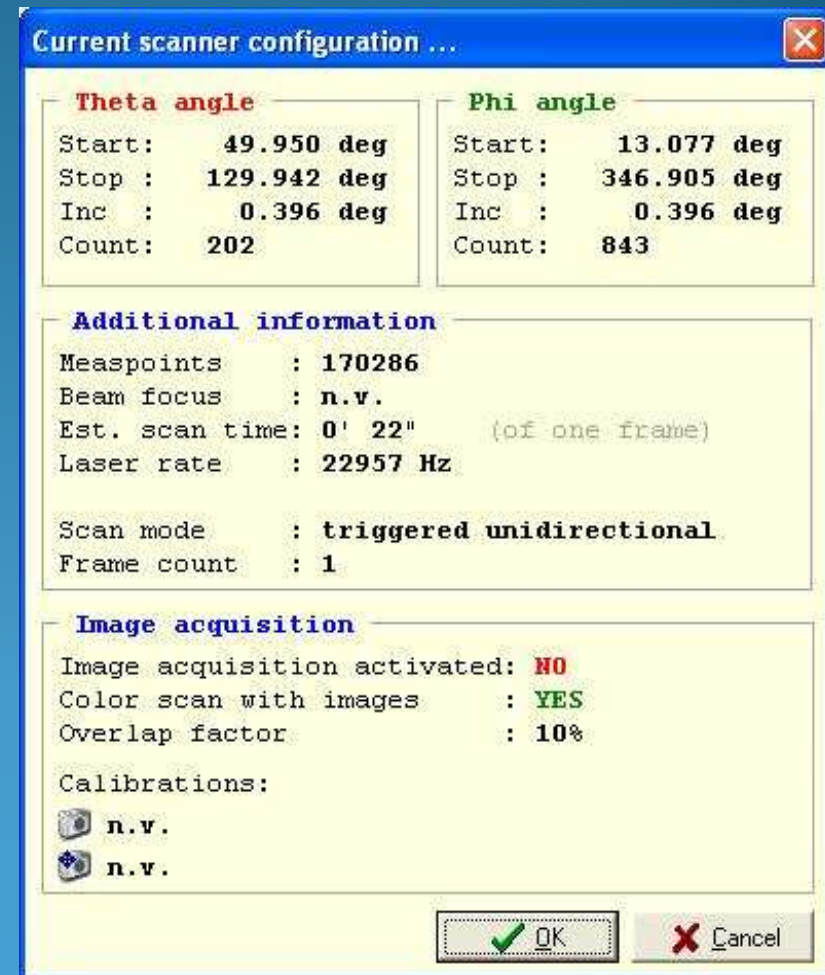 Current scanner configuration ...
Theta angle
Start: 49.950 deg
Stop : 129.942 deg
Inc : 0.396 deg
Count: 202
Phi angle
Start: 13.077 deg
Stop : 346.905 deg
Inc : 0.396 deg
Count: 843
Additional information
Measpoints : 170286
Beam focus : n.v.
Est. scan time: 0' 22" (of one frame)
Laser rate : 22957 Hz
Scan mode : triggered unidirectional
Frame count : 1
Image acquisition
Image acquisition activated: NO
Color scan with images : YES
Overlap factor : 10%
Calibrations:
n.v.
n.v.
OK Cancel